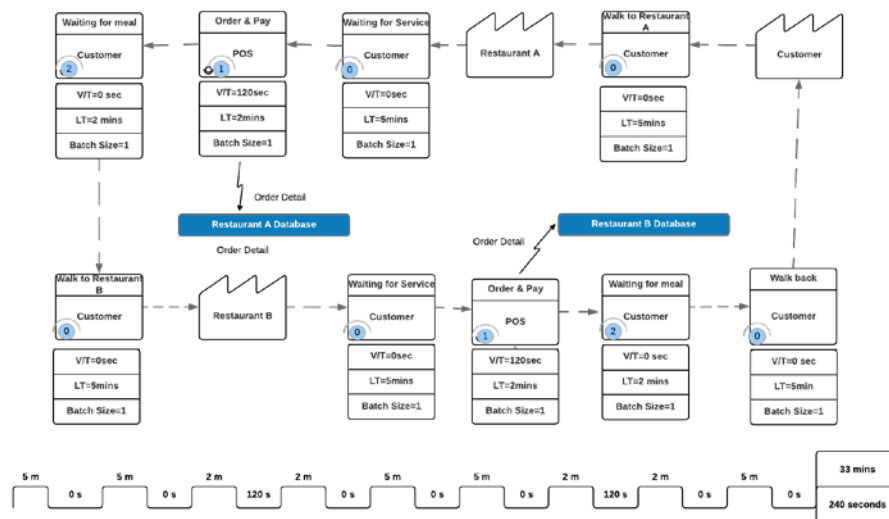 Waiting for meal
Customer
2
V/T=0 sec
LT=2 mins
Batch Size=1
Order & Pay
POS
1
V/T=120sec
LT=2mins
Batch Size=1
Waiting for Service
Customer
0
V/T=0sec
LT=5mins
Batch Size=1
Restaurant A
Walk to Restaurant
A
Customer
0
V/T=0sec
LT=5mins
Batch Size=1
Customer
Order Detail
Restaurant A Database
Order Detail
Restaurant B Database
Order Detail
Walk to Restaurant
B
Customer
0
V/T=0sec
LT=5mins
Batch Size=1
Restaurant B
Waiting for Service
Customer
0
V/T=0sec
LT=5mins
Batch Size=1
Order & Pay
POS
1
V/T=120sec
LT=2mins
Batch Size=1
Waiting for meal
Customer
2
V/T=0 sec
LT=2 mins
Batch Size=1
Walk back
Customer
0
V/T=0 sec
LT=5min
Batch Size=1
5 m 5 m 2 m 2 m 5 m 5 m 2 m 2 m 5 m
0 s 0 s 120 s 0 s 0 s 0 s 120 s 0 s 0 s
33 mins
240 seconds